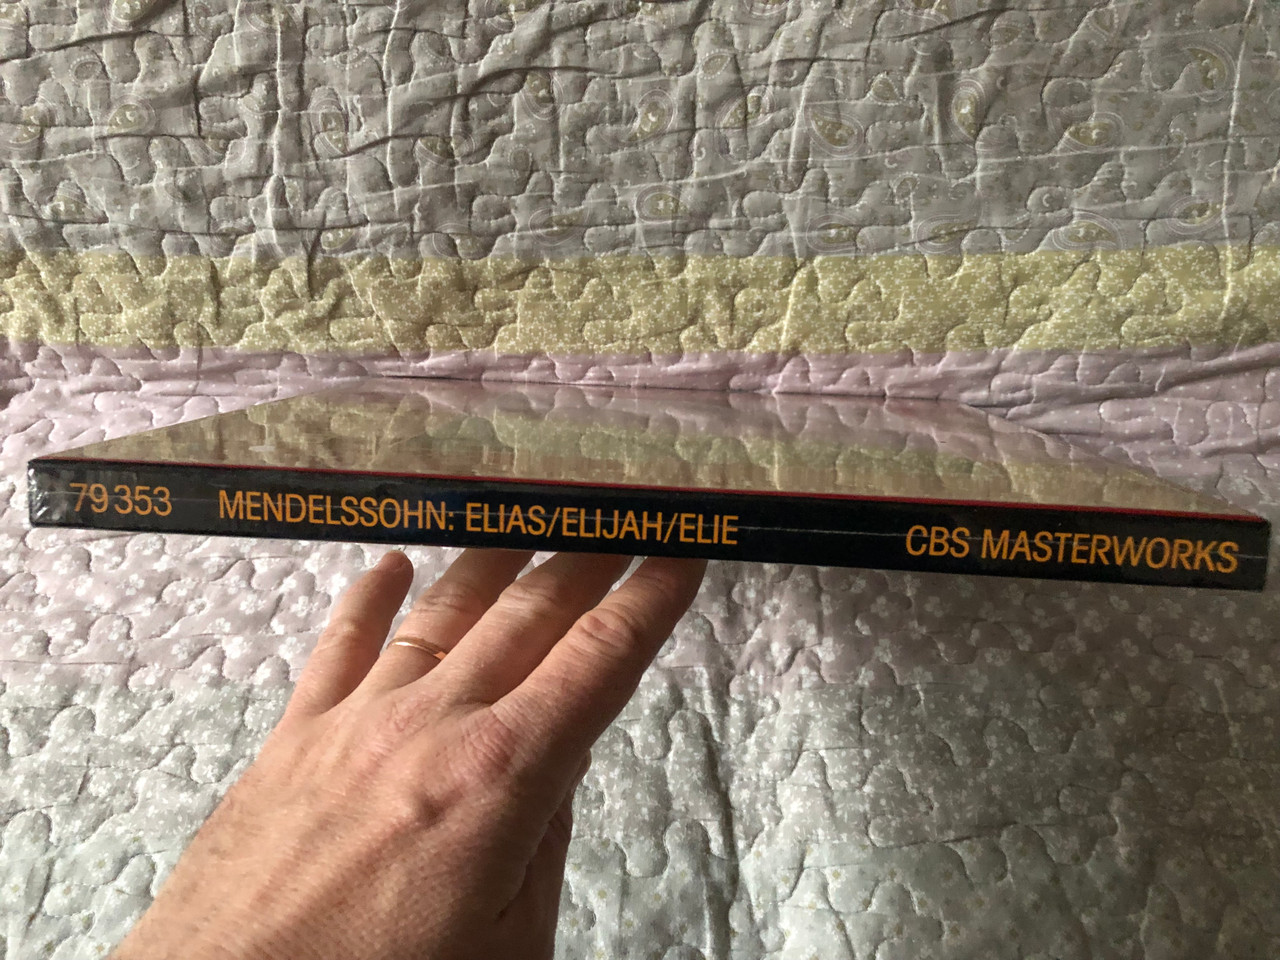 79 353 MENDELSSOHN: ELIAS/ELIJAH/ELIE CBS MASTERWORKS